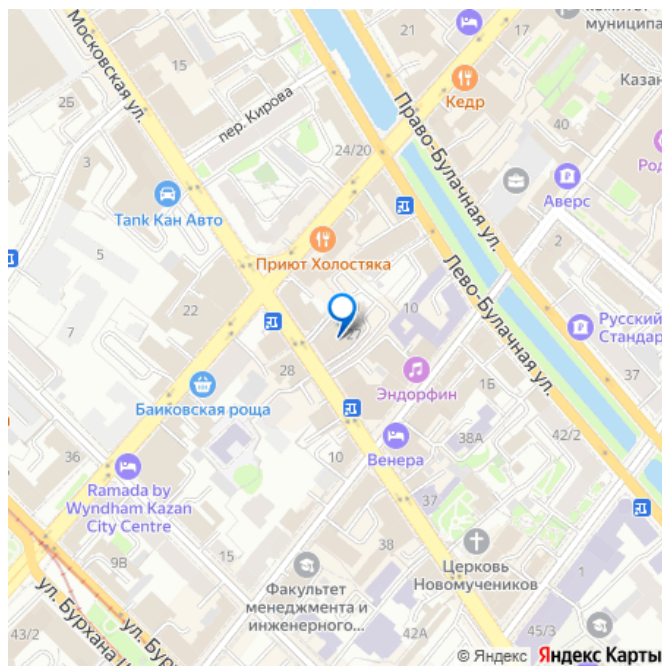 муниципа
21
17
Кедр
Казан
Московская ул.
2Б
пер. Кирова
Право-Булачная ул.
40
3
24/20
Род
Tank Кан Авто
Аверс
Приют Холостяка
2
5
Лево-Булачная ул.
10
22
27
Русский
Стандар
7
28
37
Эндорфин
1Б
Баиковская роща
36
38А
42/2
Венера
10
Ramada by
Wyndham Kazan
City Centre
15
37
9В
Церковь
Новомучеников
1
Факультет
менеджмента и
инженерного...
15
ул. Бурхана
ул. Бур
43/2
42А
45/3
© Яндекс Яндекс Карты